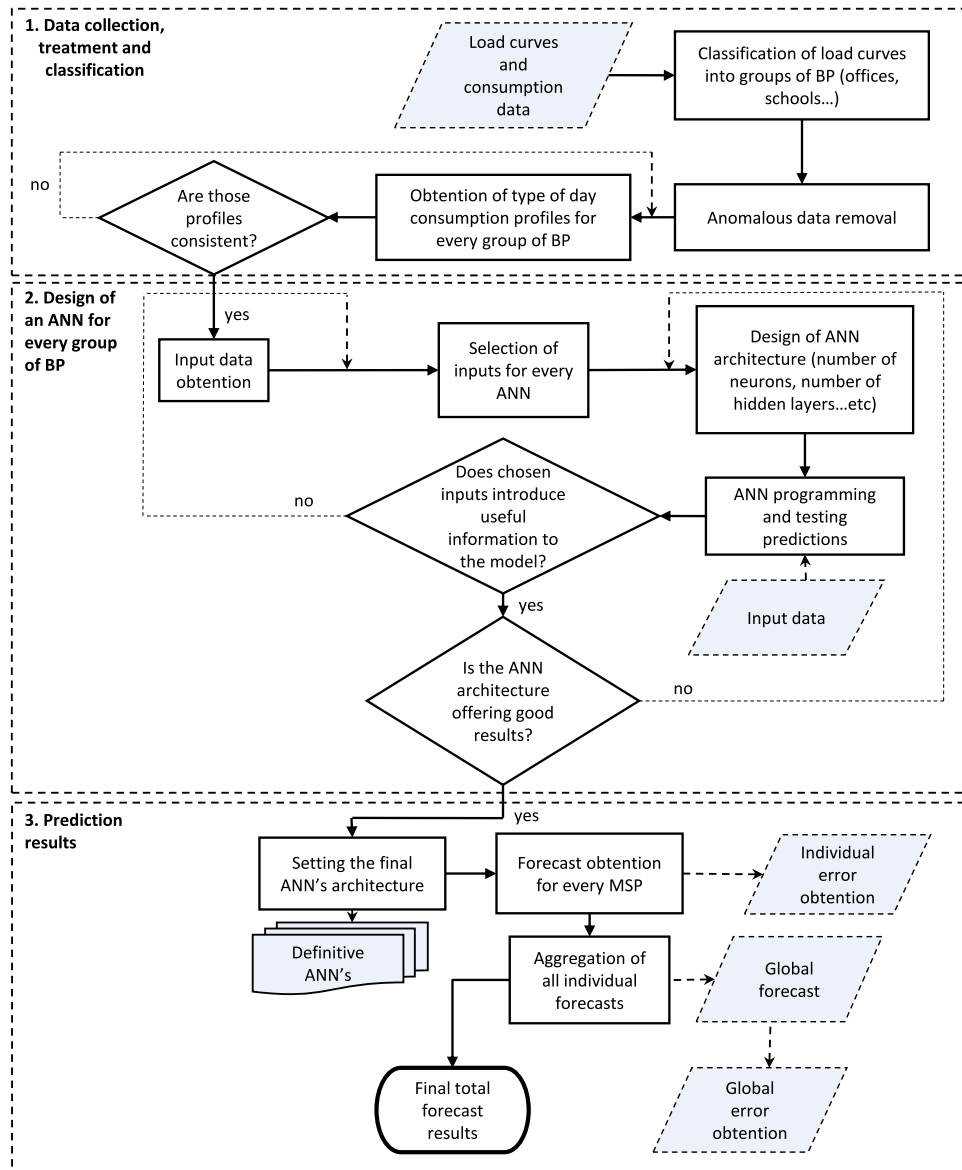 1. Data collection,
treatment and
classification
Load curves
and
consumption
data
Classification of load curves
into groups of BP (offices,
schools…)
no
Are those
profiles
consistent?
Obtention of type of day
consumption profiles for
every group of BP
Anomalous data removal
2. Design of
an ANN for
every group
of BP
yes
Input data
obtention
Selection of
inputs for every
ANN
Design of ANN
architecture (number of
neurons, number of
hidden layers…etc)
no
Does chosen
inputs introduce
useful
information to
the model?
ANN programming
and testing
predictions
yes
Input data
Is the ANN
architecture
offering good
results?
no
yes
3. Prediction
results
Setting the final
ANN's architecture
Forecast obtention
for every MSP
Individual
error
obtention
Definitive
ANN's
Aggregation of
all individual
forecasts
Global
forecast
Final total
forecast
results
Global
error
obtention